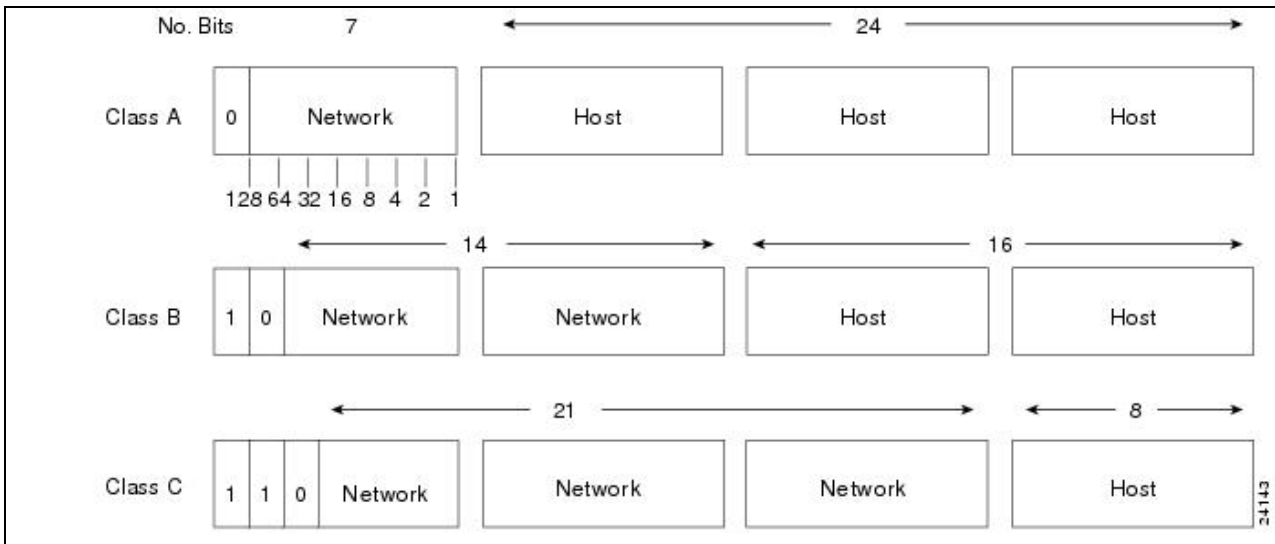 No. Bits 7 24
Class A 0 Network Host Host Host
128 64 32 16 8 4 2 1
14 16
Class B 1 0 Network Network Host Host
21 8
Class C 1 1 0 Network Network Network Host
24143